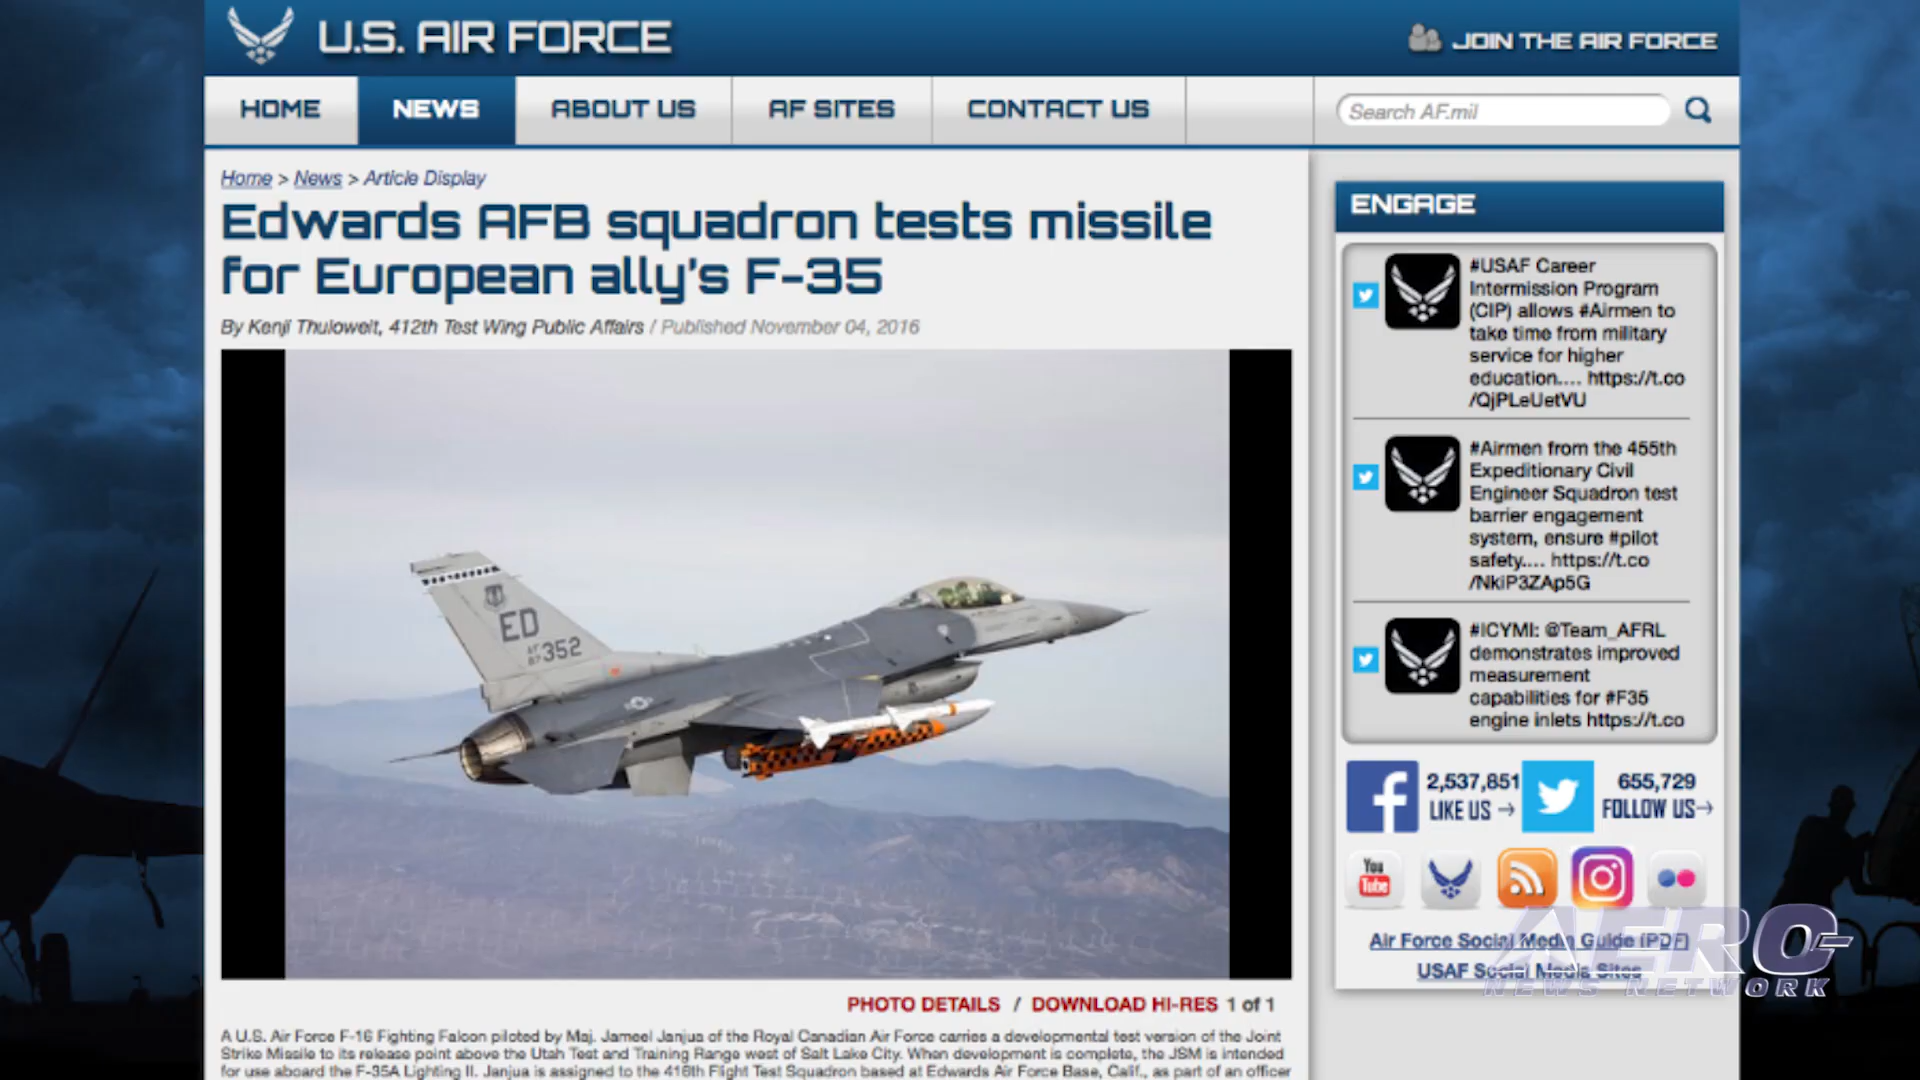 U.S. AIR FORCE
JOIN THE AIR FORCE
HOME
NEWS
ABOUT US
AF SITES
CONTACT US
Search AF.mil
Home > News > Article Display
Edwards AFB squadron tests missile
for European ally's F-35
By Kenji Thuloweit, 412th Test Wing Public Affairs / Published November 04, 2016
ED
AF
87
352
PHOTO DETAILS / DOWNLOAD HI-RES 1 of 1
A U.S. Air Force F-16 Fighting Falcon piloted by Maj. Jameel Janjua of the Royal Canadian Air Force carries a developmental test version of the Joint
Strike Missile to its release point above the Utah Test and Training Range west of Salt Lake City. When development is complete, the JSM is intended
for use aboard the F-35A Lighting II. Janjua is assigned to the 416th Flight Test Squadron based at Edwards Air Force Base, Calif., as part of an officer
ENGAGE
#USAF Career
Intermission Program
(CIP) allows #Airmen to
take time from military
service for higher
education.... https://t.co
/QjPLeUetVU
#Airmen from the 455th
Expeditionary Civil
Engineer Squadron test
barrier engagement
system, ensure #pilot
safety.... https://t.co
/NkiP3ZAp5G
#ICYMI: @Team_AFRL
demonstrates improved
measurement
capabilities for #F35
engine inlets https://t.co
2,537,851
LIKE US →
655,729
FOLLOW US→
You
Tube
Air Force Social Media Guide (PDF)
USAF Social Media Sites
AERO-
NEWS NETWORK